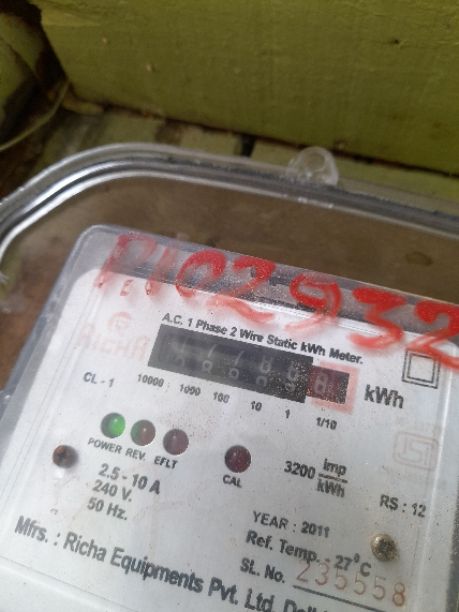 A.C. 1 Phase 2 Wire Static kWh Meter.
kWh
CL - 1
10000 : 1000 100 10 1 1/10
POWER REV. EFLT
CAL
3200 imp
kWh
2.5 - 10 A
240 V.
50 Hz.
RS : 12
YEAR : 2011
Ref. Temp. - 27°C
SL. No. 235558
Mfrs. : Richa Equipments Pvt. Ltd